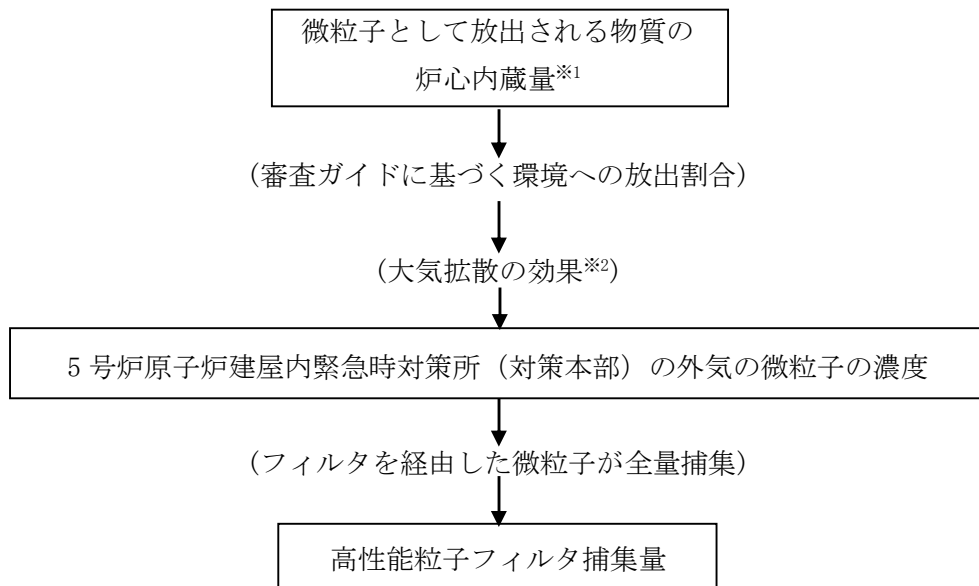 微粒子として放出される物質の
炉心内蔵量※1
(審査ガイドに基づく環境への放出割合)
(大気拡散の効果※2)
5 号炉原子炉建屋内緊急時対策所（対策本部）の外気の微粒子の濃度
(フィルタを経由した微粒子が全量捕集)
高性能粒子フィルタ捕集量